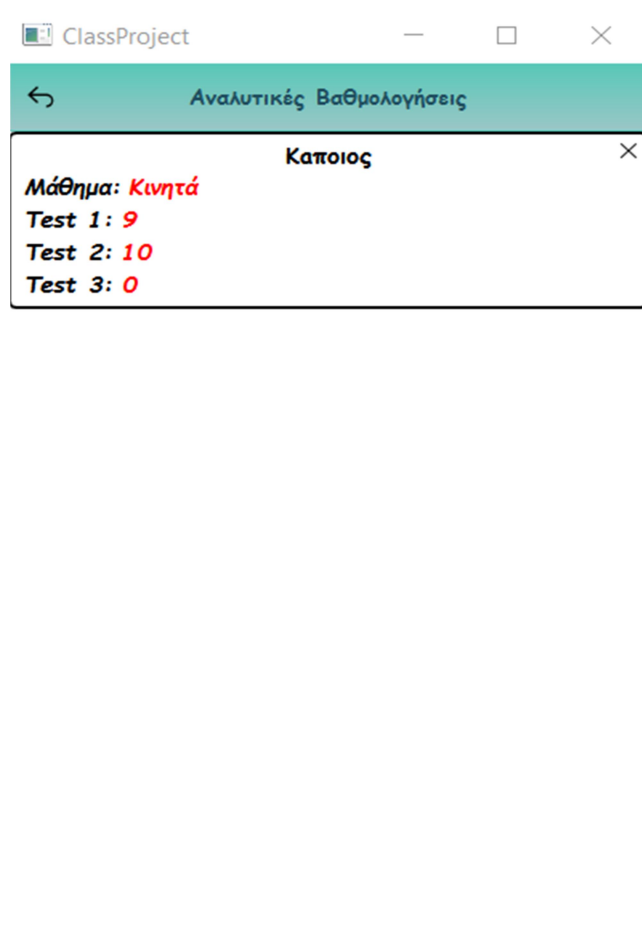 ClassProject
Αναλυτικές Βαθμολογήσεις
Καποιος
Μάθημα: Κινητά
Test 1: 9
Test 2: 10
Test 3: 0